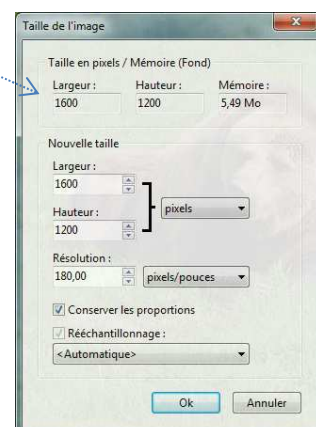 Taille de l'image
Taille en pixels / Mémoire (Fond)
Largeur : Hauteur : Mémoire :
1600 1200 5,49 Mo
Nouvelle taille
Largeur :
1600
pixels
Hauteur :
1200
Résolution :
180,00 pixels/pouces
Conserver les proportions
Rééchantillonnage :
<Automatique>
Ok Annuler